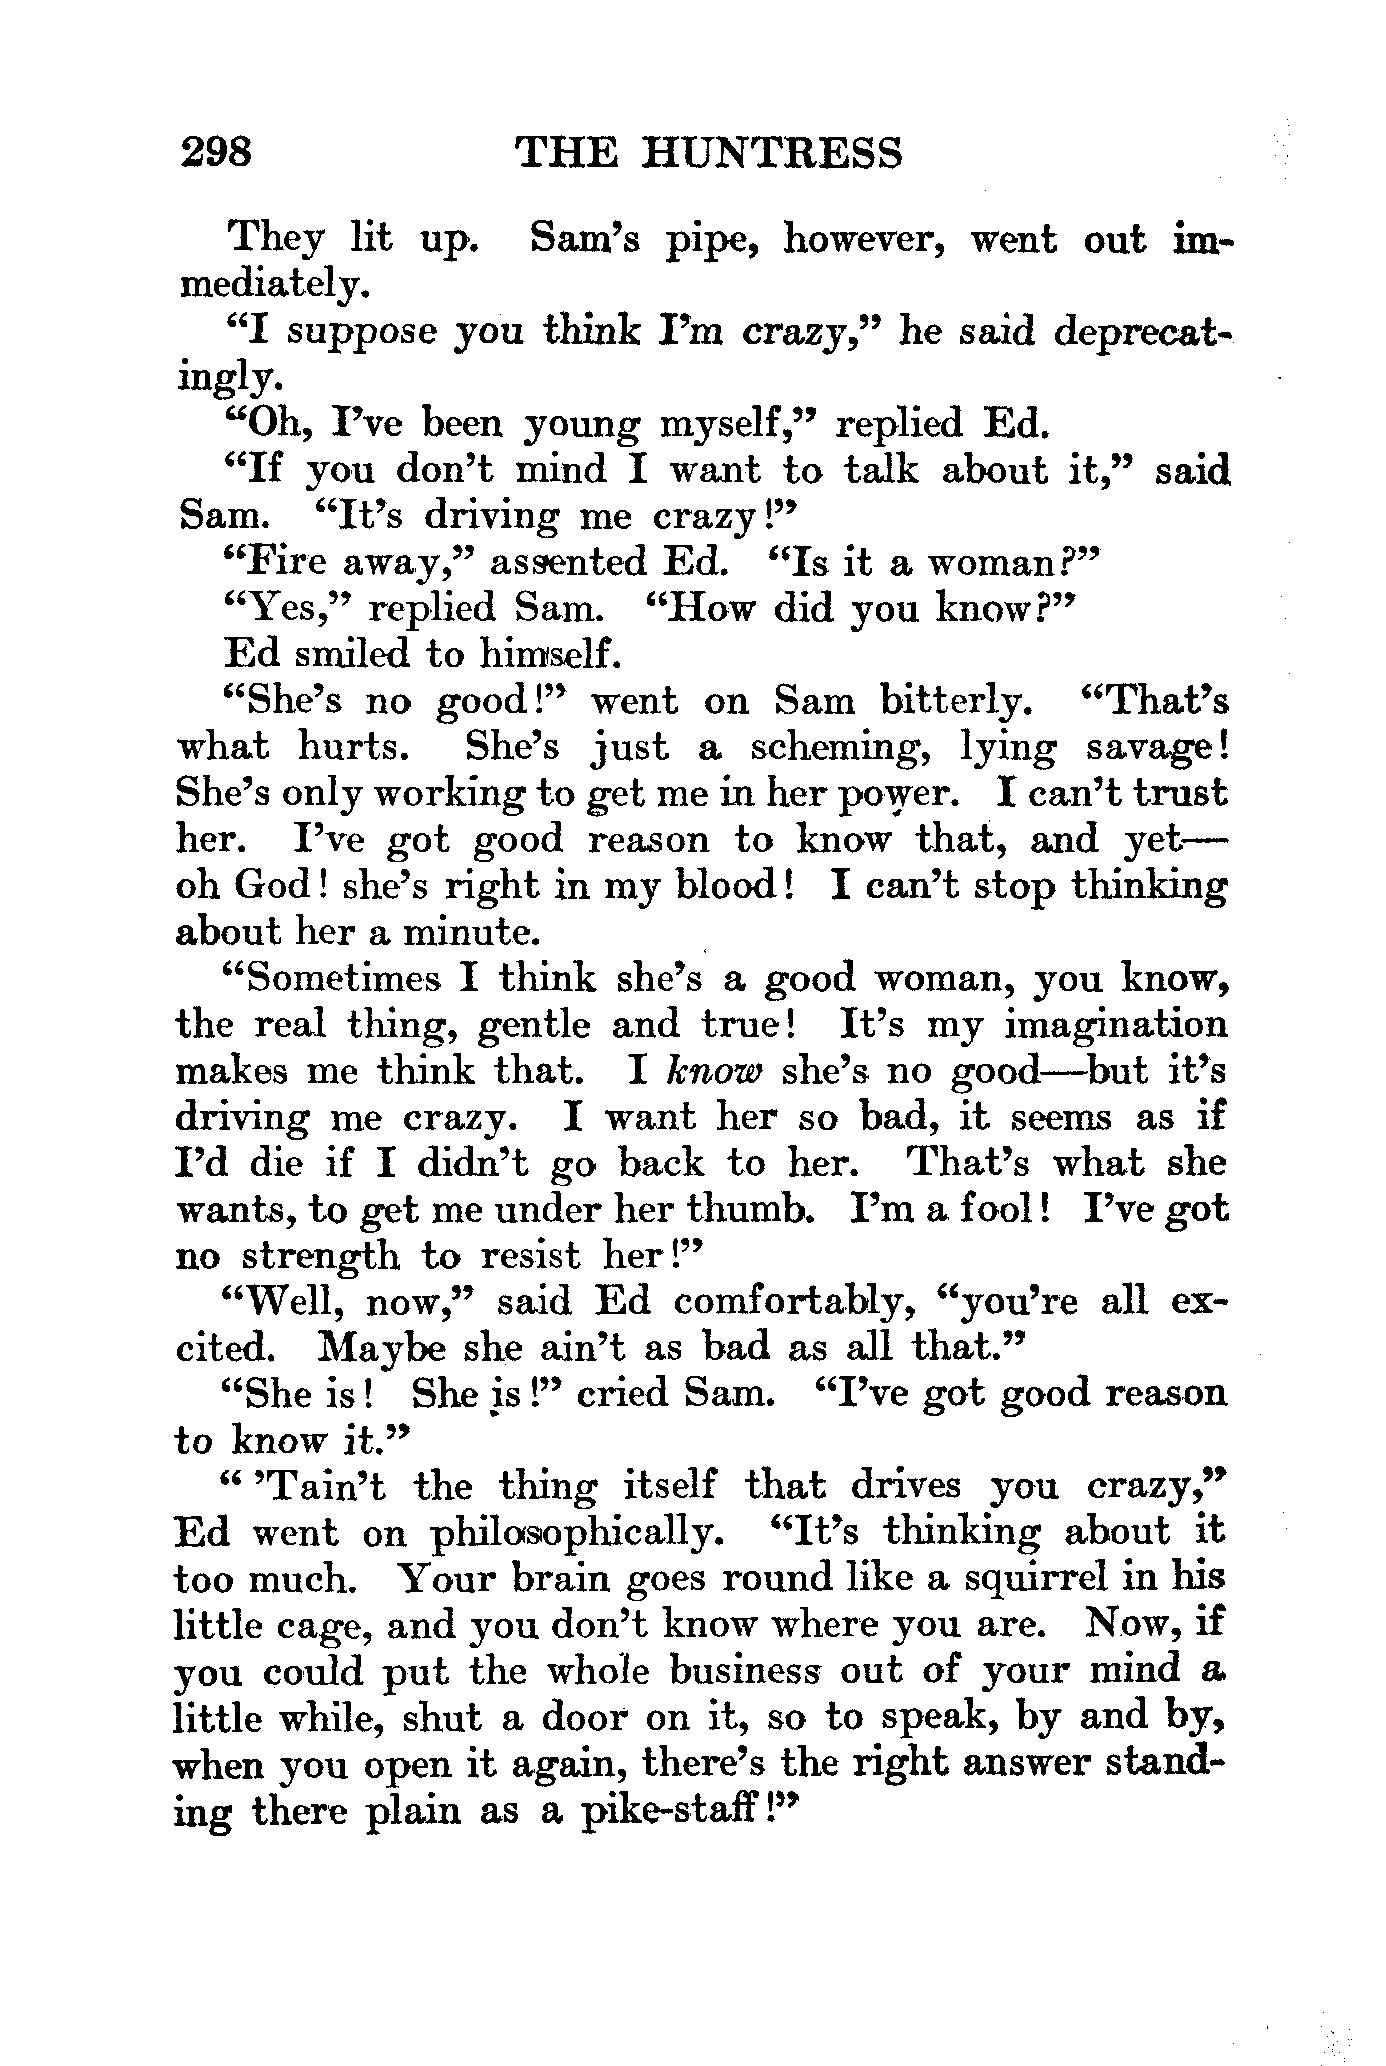 298 THE HUNTRESS
They lit up. Sam's pipe, however, went out im-
mediately.
"I suppose you think I'm crazy," he said deprecat-
ingly.
"Oh, I've been young myself," replied Ed.
"If you don't mind I want to talk about it," said
Sam. "It's driving me crazy!"
"Fire away," assented Ed. "Is it a woman?"
"Yes," replied Sam. "How did you know?"
Ed smiled to himself.
"She's no good!" went on Sam bitterly. "That's
what hurts. She's just a scheming, lying savage!
She's only working to get me in her power. I can't trust
her. I've got good reason to know that, and yet—
oh God! she's right in my blood! I can't stop thinking
about her a minute.
"Sometimes I think she's a good woman, you know,
the real thing, gentle and true! It's my imagination
makes me think that. I know she's no good—but it's
driving me crazy. I want her so bad, it seems as if
I'd die if I didn't go back to her. That's what she
wants, to get me under her thumb. I'm a fool! I've got
no strength to resist her!"
"Well, now," said Ed comfortably, "you're all ex-
cited. Maybe she ain't as bad as all that."
"She is! She is!" cried Sam. "I've got good reason
to know it."
" 'Tain't the thing itself that drives you crazy,"
Ed went on philosophically. "It's thinking about it
too much. Your brain goes round like a squirrel in his
little cage, and you don't know where you are. Now, if
you could put the whole business out of your mind a
little while, shut a door on it, so to speak, by and by,
when you open it again, there's the right answer stand-
ing there plain as a pike-staff!"